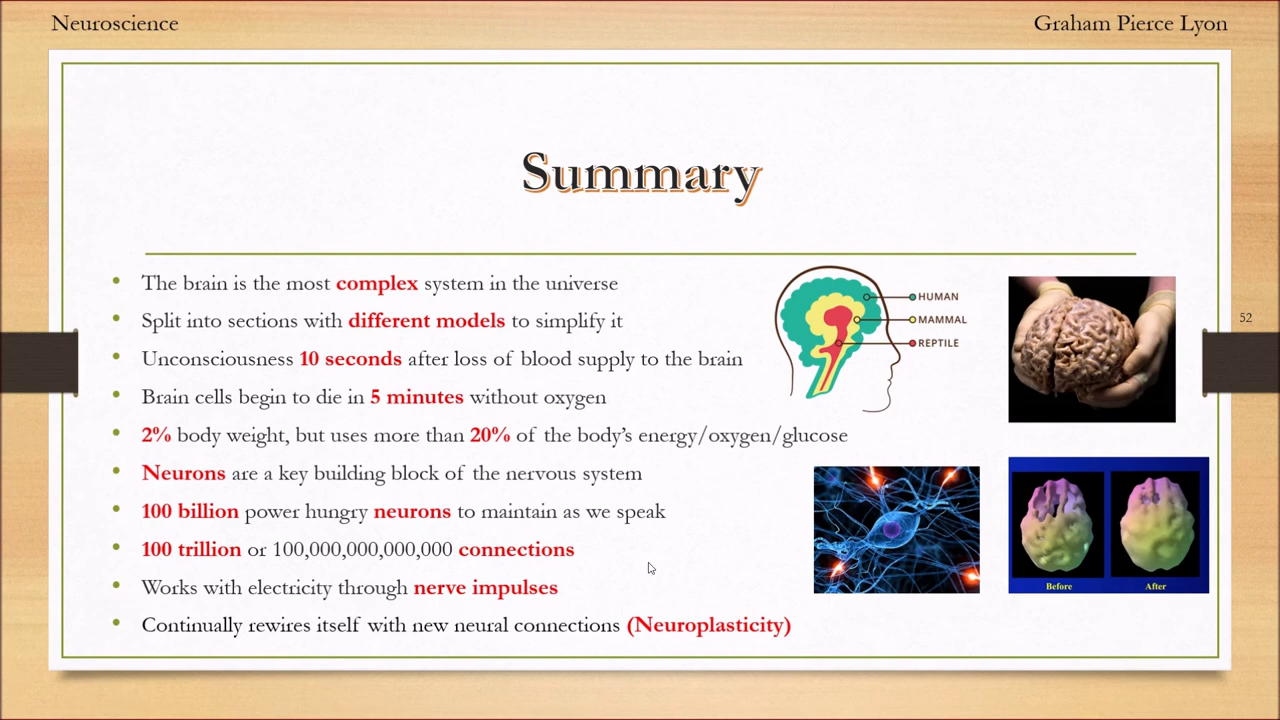 Neuroscience
Graham Pierce Lyon
Summary
The brain is the most complex system in the universe
Split into sections with different models to simplify it
Unconsciousness 10 seconds after loss of blood supply to the brain
Brain cells begin to die in 5 minutes without oxygen
2% body weight, but uses more than 20% of the body's energy/oxygen/glucose
Neurons are a key building block of the nervous system
100 billion power hungry neurons to maintain as we speak
100 trillion or 100,000,000,000,000 connections
Works with electricity through nerve impulses
Continually rewires itself with new neural connections (Neuroplasticity)
HUMAN
MAMMAL
REPTILE
52
Before
After